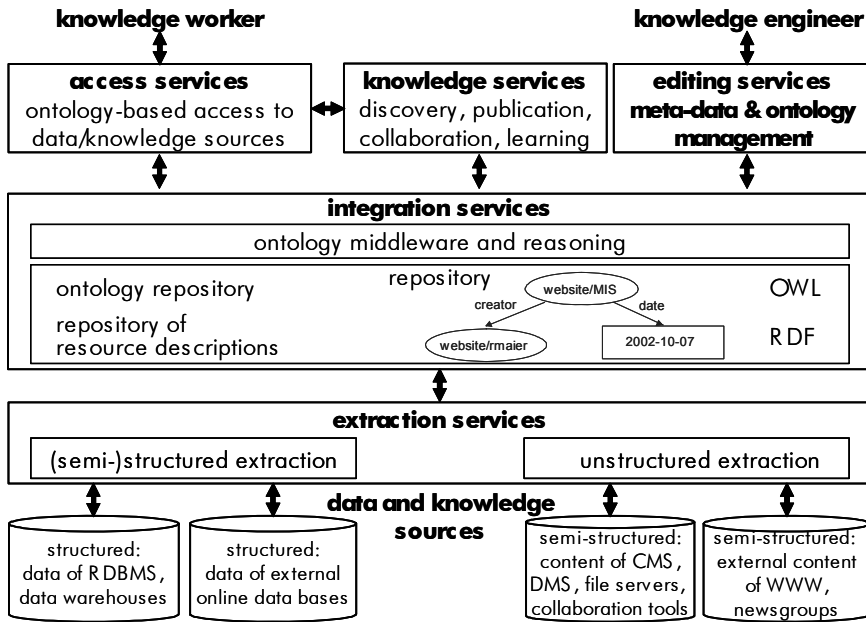 knowledge worker
knowledge engineer
access services
ontology-based access to
data/knowledge sources
knowledge services
discovery, publication,
collaboration, learning
editing services
meta-data & ontology
management
integration services
ontology middleware and reasoning
repository
ontology repository
website/MIS
OWL
creator
date
repository of
resource descriptions
website/rmaier
2002-10-07
RDF
extraction services
(semi-)structured extraction
unstructured extraction
data and knowledge
sources
structured:
data of RDBMS,
data warehouses
structured:
data of external
online data bases
semi-structured:
content of CMS,
DMS, file servers,
collaboration tools
semi-structured:
external content
of WWW,
newsgroups